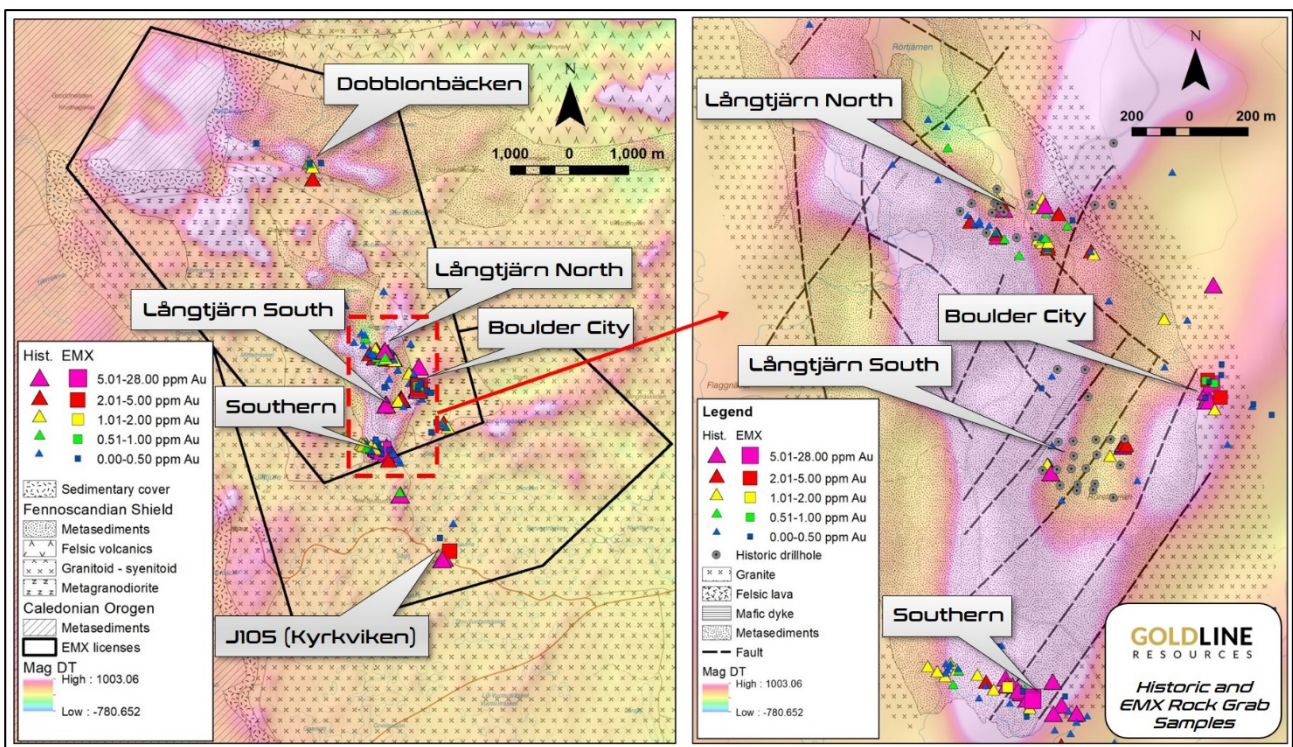 Dobblonbäcken
N
1,000 0 1,000 m
Långtjärn North
Långtjärn South
Boulder City
Southern
J105 (Kyrkviken)
Hist. EMX
5.01-28.00 ppm Au
2.01-5.00 ppm Au
1.01-2.00 ppm Au
0.51-1.00 ppm Au
0.00-0.50 ppm Au
Sedimentary cover
Fennoscandian Shield
Metasediments
Felsic volcanics
Granitoid - syenitoid
Metagranodiorite
Caledonian Orogen
Metasediments
EMX licenses
Mag DT
High : 1003.06
Low : -780.652
Rörtjärnen
N
200 0 200 m
Långtjärn North
Boulder City
Långtjärn South
Southern
Legend
Hist. EMX
5.01-28.00 ppm Au
2.01-5.00 ppm Au
1.01-2.00 ppm Au
0.51-1.00 ppm Au
0.00-0.50 ppm Au
Historic drillhole
Granite
Felsic lava
Mafic dyke
Metasediments
Fault
Mag DT
High : 1003.06
Low : -780.652
GOLDLINE
RESOURCES
Historic and
EMX Rock Grab
Samples